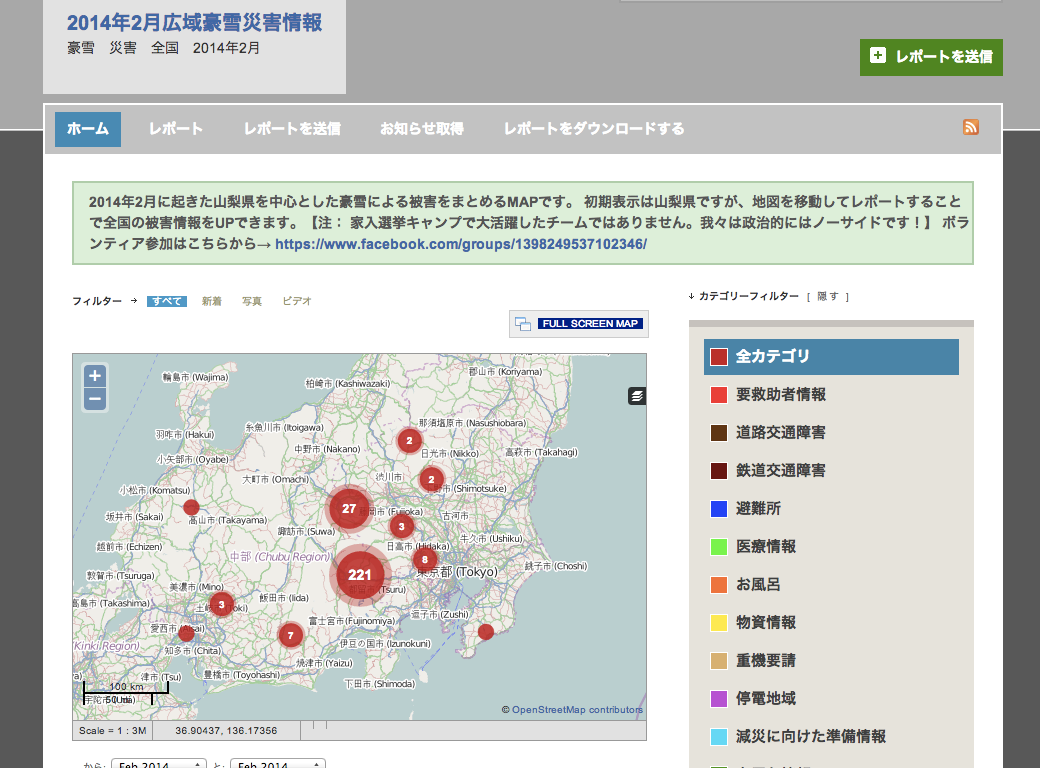 2014年2月広域豪雪災害情報
豪雪　災害　全国　2014年2月
レポートを送信
ホーム
レポート
レポートを送信
お知らせ取得
レポートをダウンロードする
2014年2月に起きた山梨県を中心とした豪雪による被害をまとめるMAPです。 初期表示は山梨県ですが、地図を移動してレポートすること
で全国の被害情報をUPできます。【注： 家入選挙キャンプで大活躍したチームではありません。我々は政治的にはノーサイドです！】 ボラ
ンティア参加はこちらから→ https://www.facebook.com/groups/1398249537102346/
フィルター → すべて 新着 写真 ビデオ
↓ カテゴリーフィルター [ 隠す ]
FULL SCREEN MAP
+
−
郡山市 (Koriyama)
輪島市 (Wajima)
柏崎市 (Kashiwazaki)
那須塩原市 (Nasushiobara)
糸魚川市 (Itoigawa)
羽咋市 (Hakui)
2
中野市 (Nakano)
日光市 (Nikko)
高萩市 (Takahagi)
小矢部市 (Oyabe)
大町市 (Omachi)
渋川市
2
(Shimotsuke)
小松市 (Komatsu)
27
(Fujioka)
古河市
坂井市 (Sakai)
高山市 (Takayama)
3
諏訪市 (Suwa)
牛久市 (Ushiku)
越前市 (Echizen)
日高市 (Hidaka)
中部 (Chubu Region)
8
銚子市 (Choshi)
東京都 (Tokyo)
敦賀市 (Tsuruga)
221
美濃市 (Mino)
(Tsuru)
飯田市 (Iida)
高島市 (Takashima)
3
逗子市 (Zushi)
富士宮市 (Fujinomiya)
愛西市
7
(Kinki Region)
伊豆の国市 (Izunokuni)
知多市 (Chita)
焼津市 (Yaizu)
津市 (Tsu)
豊橋市 (Toyohashi)
下田市 (Shimoda)
100 km
© OpenStreetMap contributors
Scale = 1 : 3M
36.90437, 136.17356
から: Feb 2014 と: Feb 2014
全カテゴリ
要救助者情報
道路交通障害
鉄道交通障害
避難所
医療情報
お風呂
物資情報
重機要請
停電地域
減災に向けた準備情報